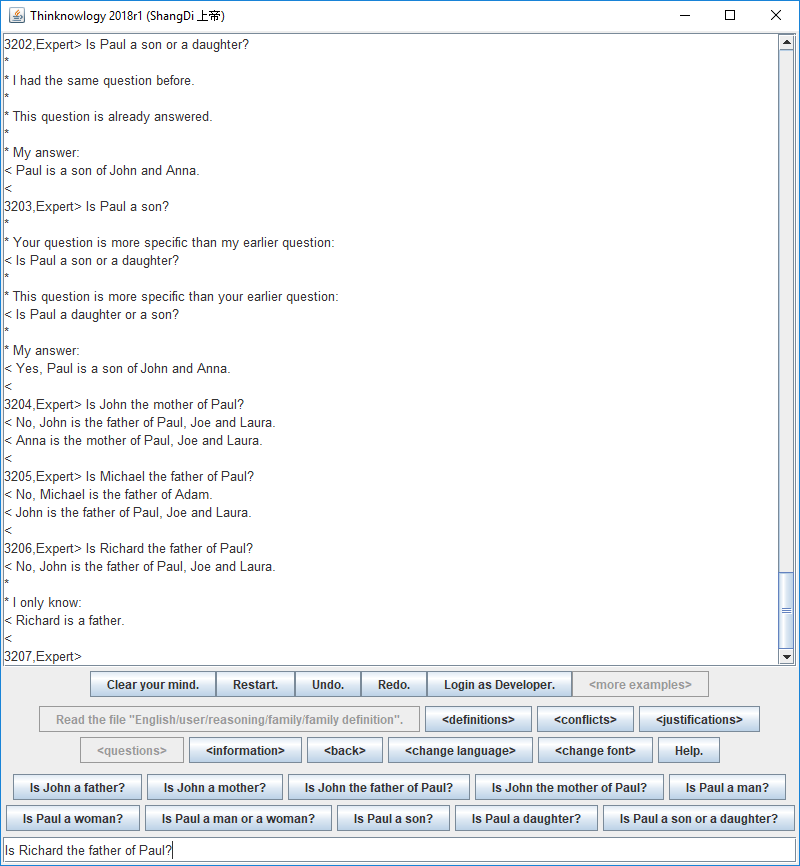 Thinknowlogy 2018r1 (ShangDi 上帝)
3202,Expert> Is Paul a son or a daughter?
*
* I had the same question before.
*
* This question is already answered.
*
* My answer:
< Paul is a son of John and Anna.
<
3203,Expert> Is Paul a son?
*
* Your question is more specific than my earlier question:
< Is Paul a son or a daughter?
*
* This question is more specific than your earlier question:
< Is Paul a daughter or a son?
*
* My answer:
< Yes, Paul is a son of John and Anna.
<
3204,Expert> Is John the mother of Paul?
< No, John is the father of Paul, Joe and Laura.
< Anna is the mother of Paul, Joe and Laura.
<
3205,Expert> Is Michael the father of Paul?
< No, Michael is the father of Adam.
< John is the father of Paul, Joe and Laura.
<
3206,Expert> Is Richard the father of Paul?
< No, John is the father of Paul, Joe and Laura.
*
* I only know:
< Richard is a father.
<
3207,Expert>
Clear your mind. Restart. Undo. Redo. Login as Developer. <more examples>
Read the file "English/user/reasoning/family/family definition". <definitions> <conflicts> <justifications>
<questions> <information> <back> <change language> <change font> Help.
Is John a father? Is John a mother? Is John the father of Paul? Is John the mother of Paul? Is Paul a man?
Is Paul a woman? Is Paul a man or a woman? Is Paul a son? Is Paul a daughter? Is Paul a son or a daughter?
Is Richard the father of Paul?